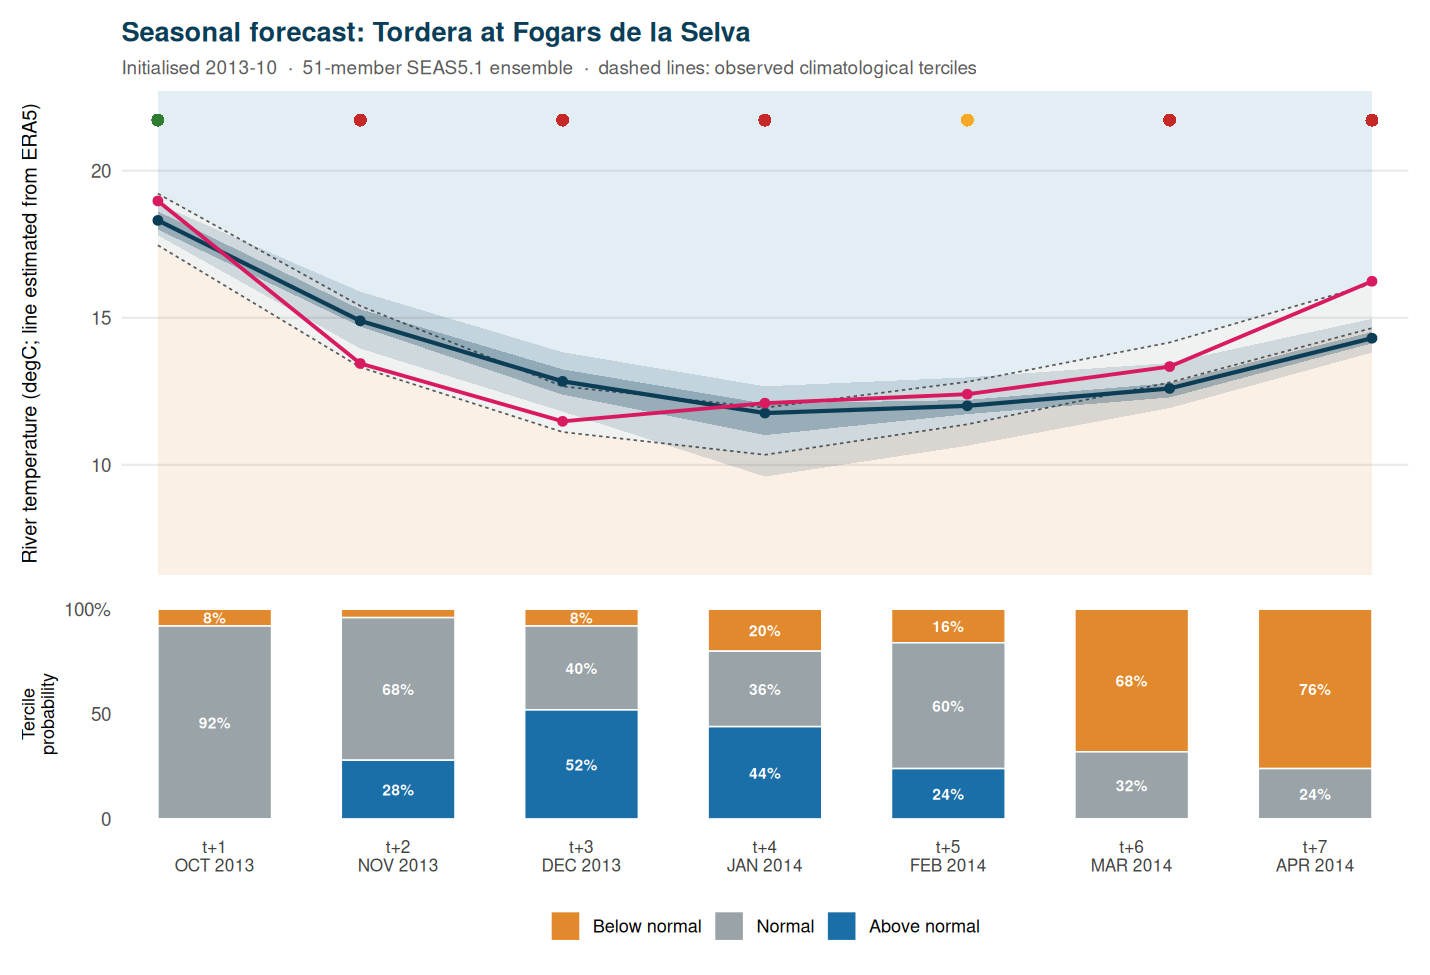 Seasonal forecast: Tordera at Fogars de la Selva
Initialised 2013-10 · 51-member SEAS5.1 ensemble · dashed lines: observed climatological terciles
River temperature (degC; line estimated from ERA5)
20
15
10
Tercile
probability
100%
50
0
8%
92%
68%
28%
8%
40%
52%
20%
36%
44%
16%
60%
24%
68%
32%
76%
24%
t+1
OCT 2013
t+2
NOV 2013
t+3
DEC 2013
t+4
JAN 2014
t+5
FEB 2014
t+6
MAR 2014
t+7
APR 2014
Below normal
Normal
Above normal